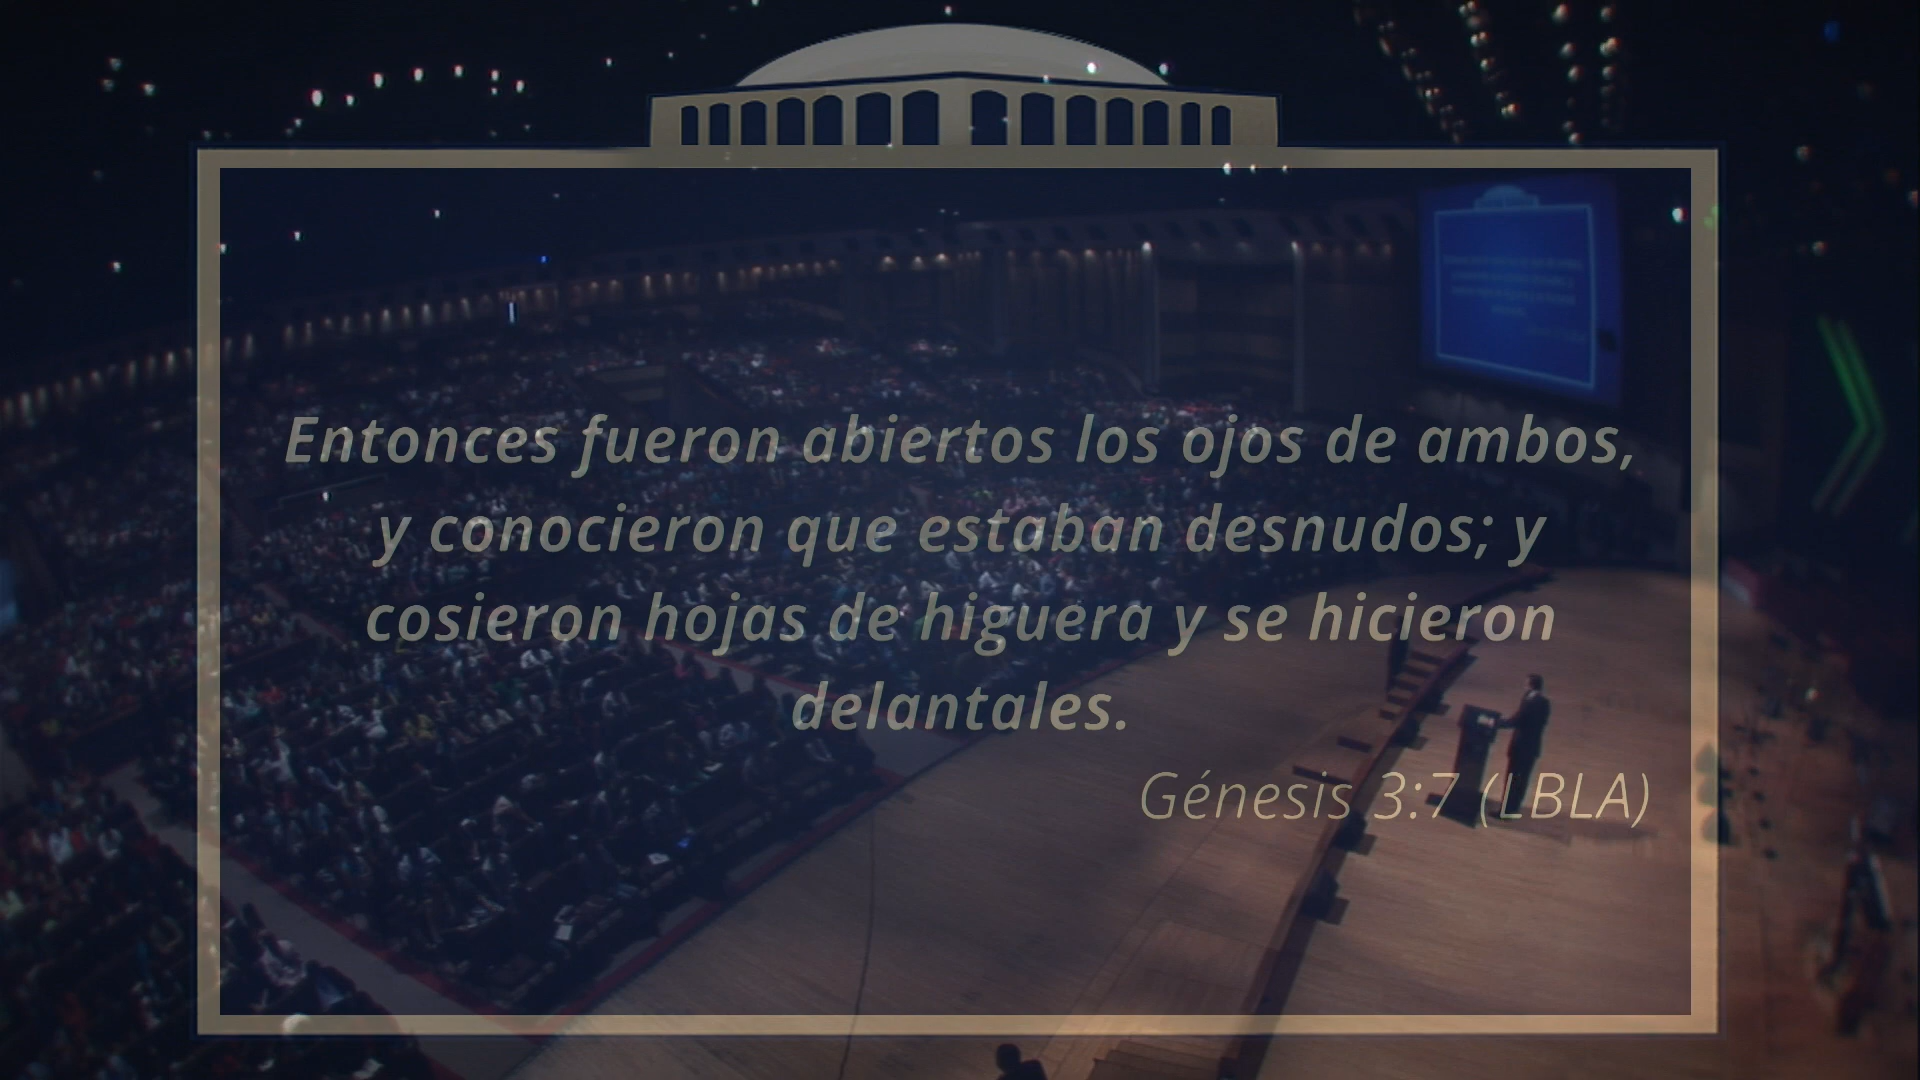 Entonces fueron abiertos los ojos de ambos,
y conocieron que estaban desnudos; y
cosieron hojas de higuera y se hicieron
delantales.
Génesis 3:7 (LBLA)